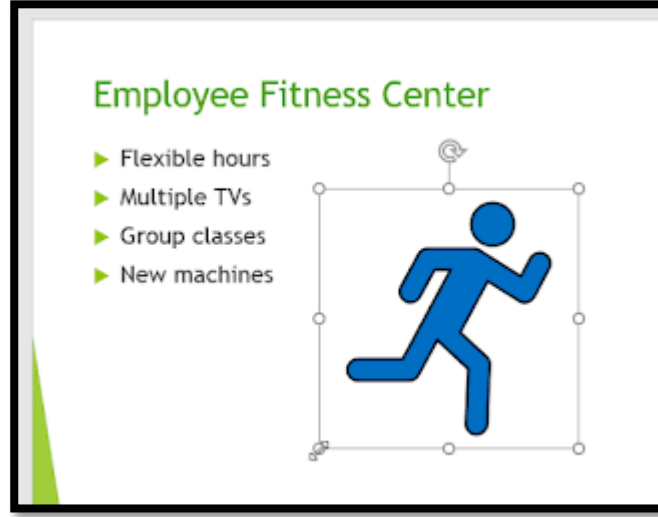 Employee Fitness Center
Flexible hours
Multiple TVs
Group classes
New machines